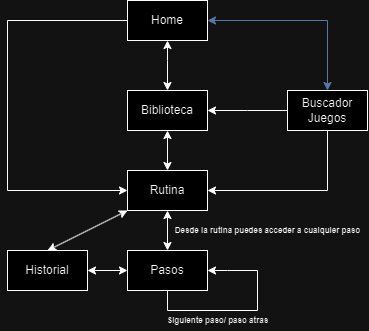 Home
Biblioteca
Buscador
Juegos
Rutina
Desde la rutina puedes acceder a cualquier paso
Historial
Pasos
Siguiente paso/ paso atras